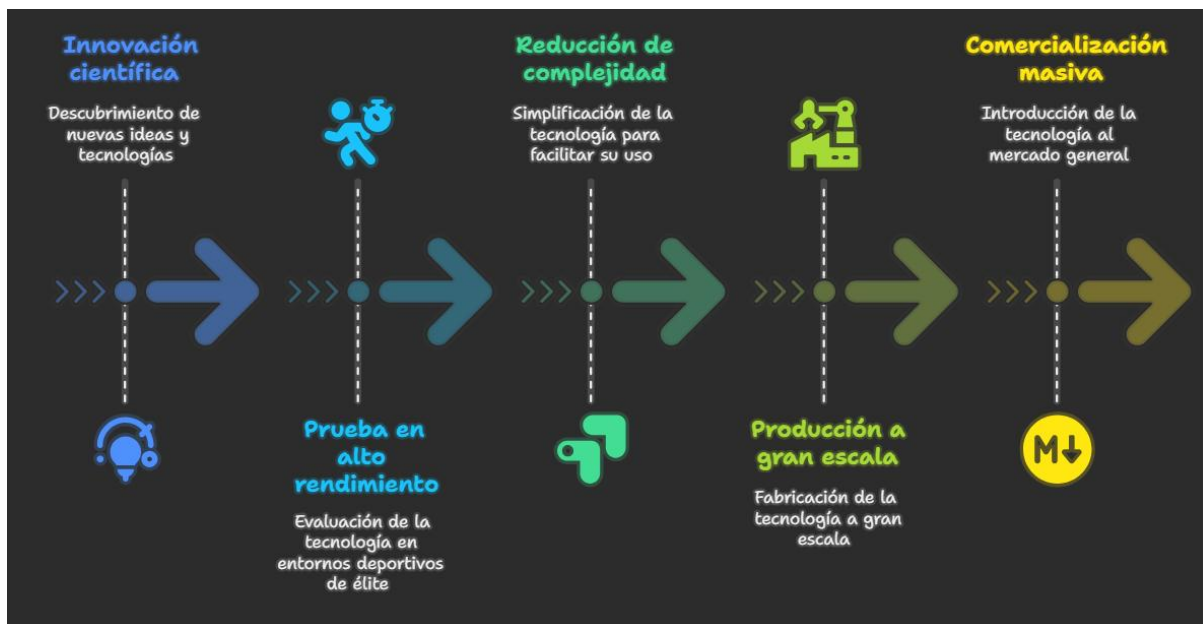 Innovación
científica
Descubrimiento de
nuevas ideas y
tecnologías
Prueba en
alto
rendimiento
Evaluación de la
tecnología en
entornos deportivos
de élite
Reducción de
complejidad
Simplificación de la
tecnología para
facilitar su uso
Producción a
gran escala
Fabricación de la
tecnología a gran
escala
Comercialización
masiva
Introducción de la
tecnología al
mercado general
M↓